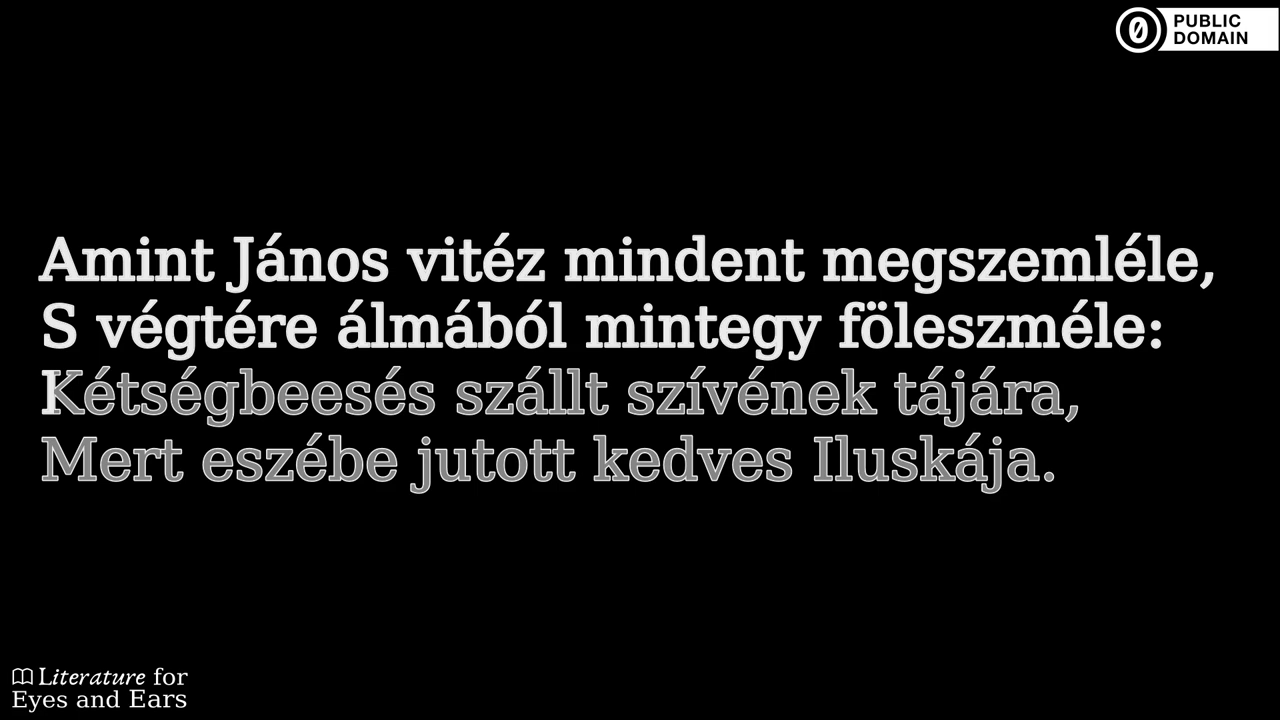 PUBLIC
DOMAIN
Amint János vitéz mindent megszemléle,
S végtére álmából mintegy föleszméle:
Kétségbeesés szállt szívének tájára,
Mert eszébe jutott kedves Iluskája.
Literature for
Eyes and Ears